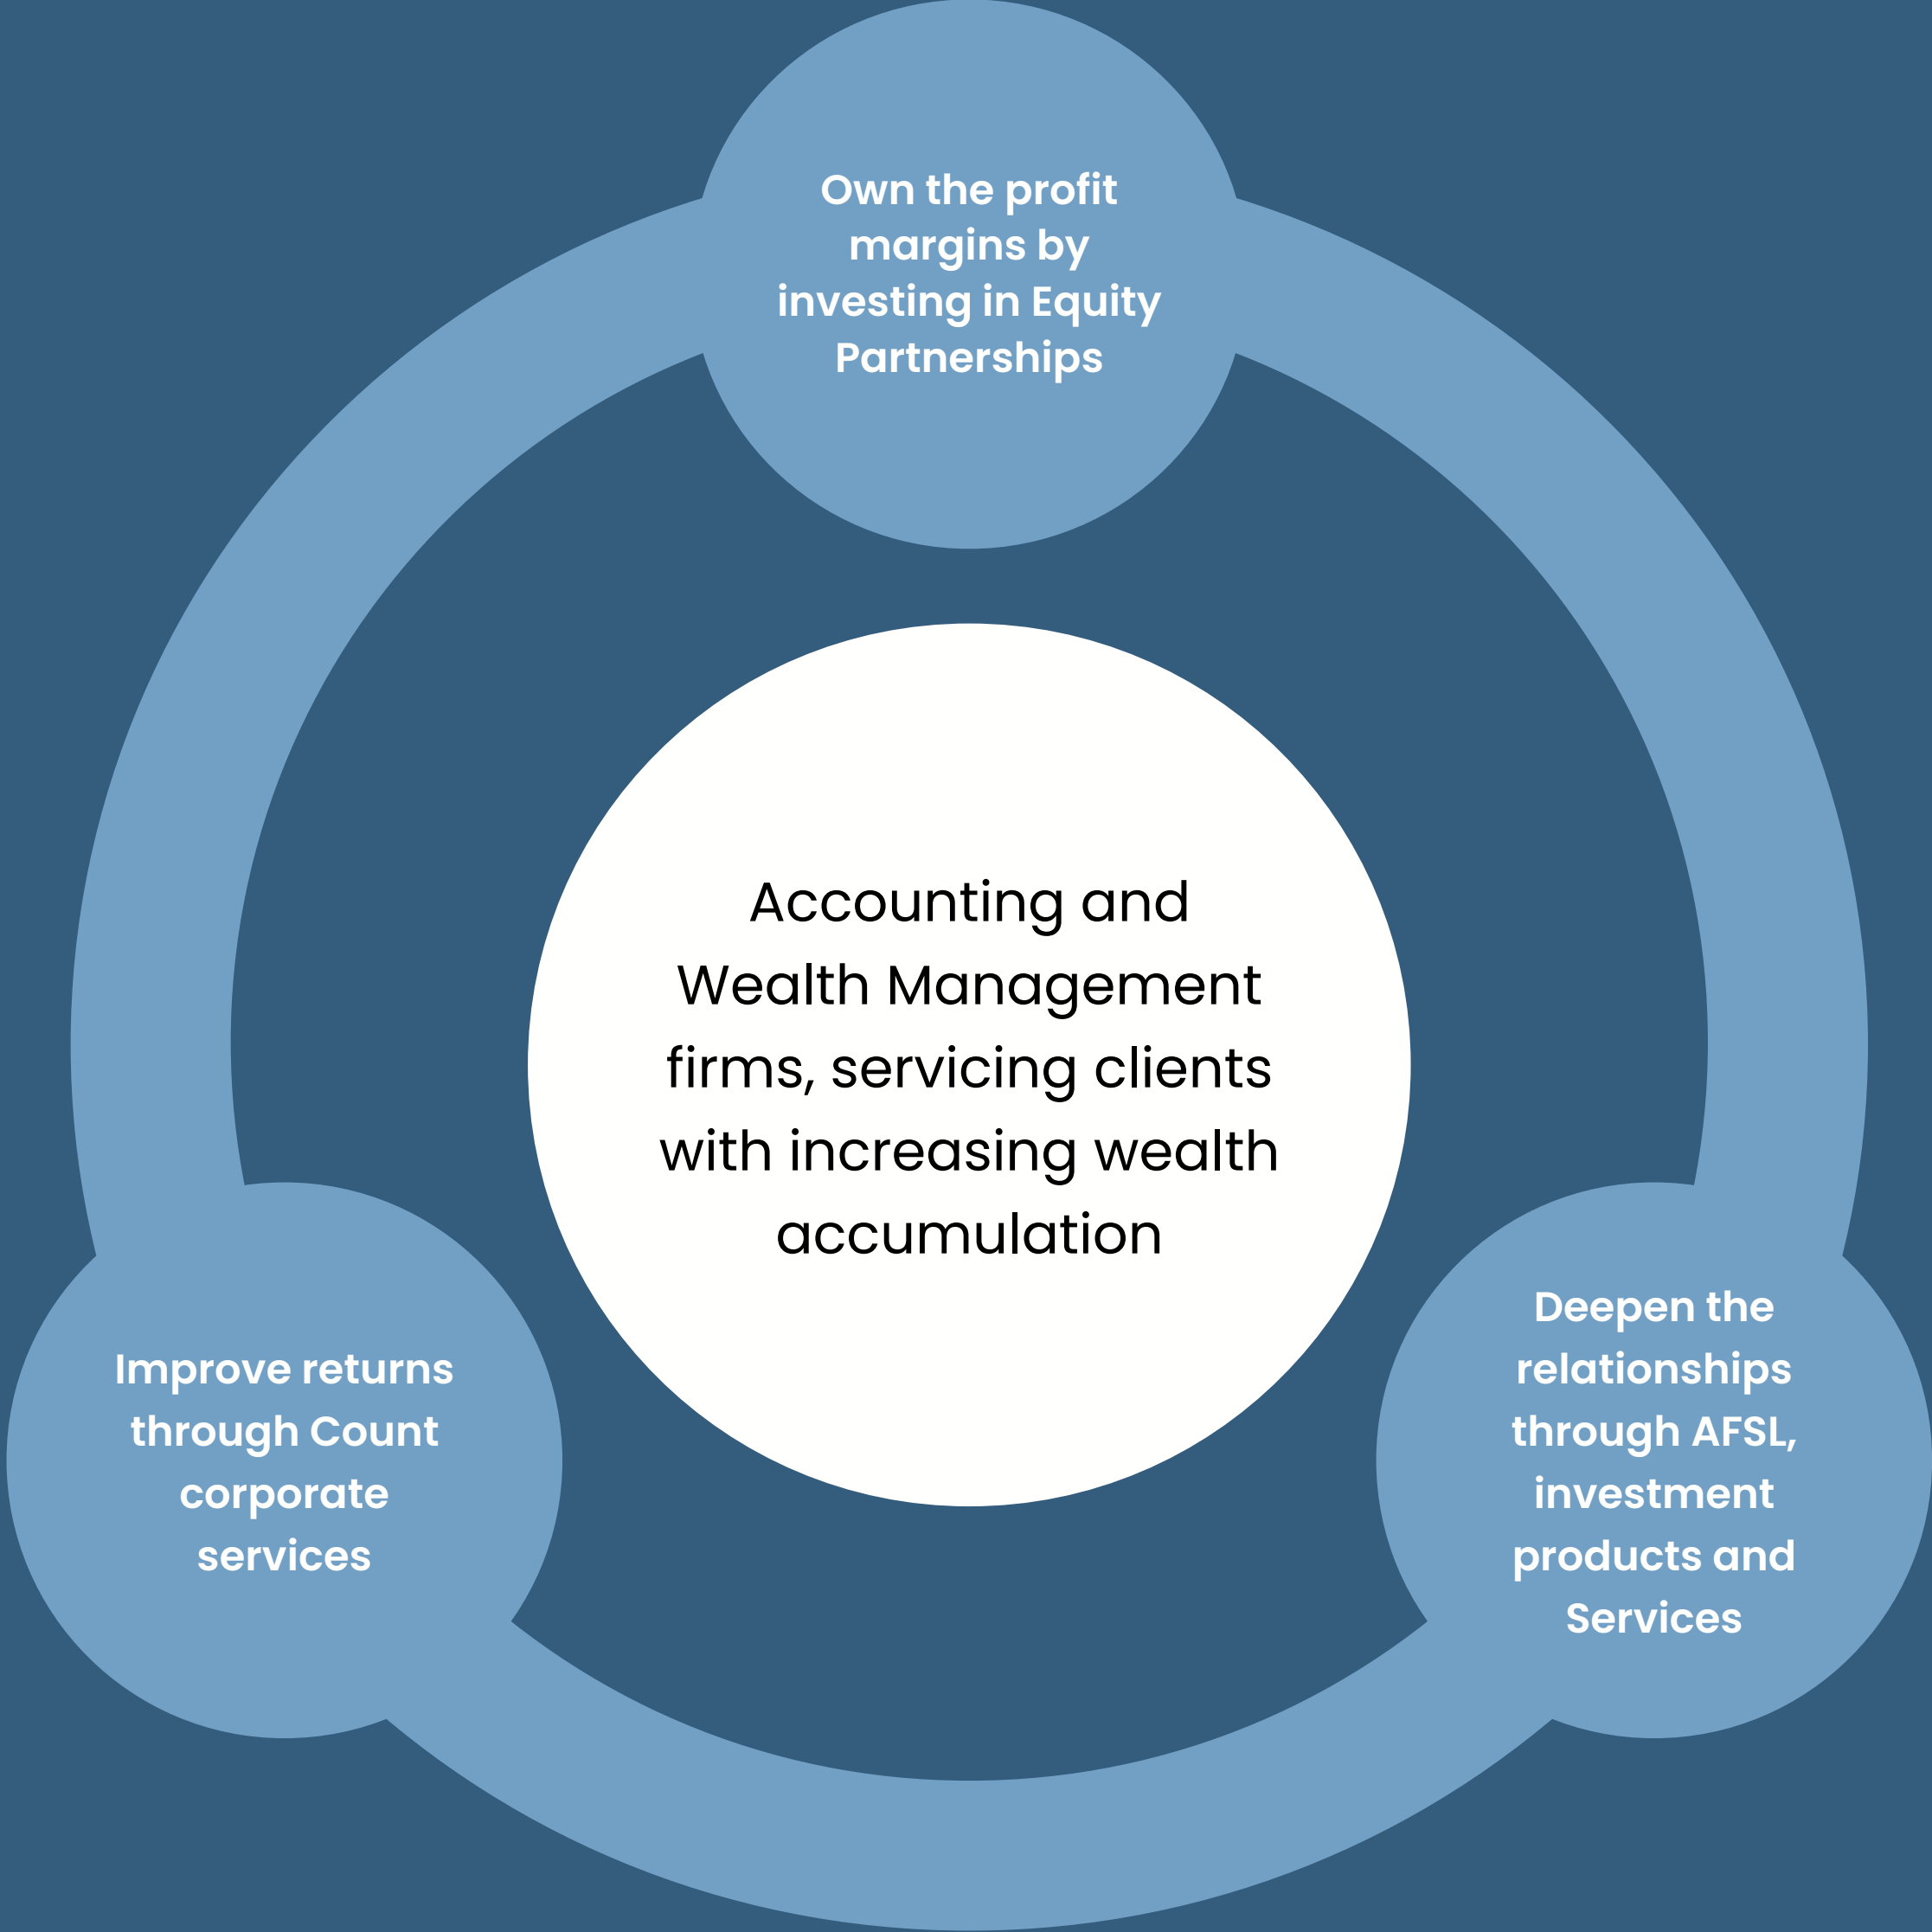 Own the profit
margins by
investing in Equity
Partnerships
Accounting and
Wealth Management
firms, servicing clients
with increasing wealth
accumulation
Improve returns
through Count
corporate
services
Deepen the
relationships
through AFSL,
investment
products and
Services